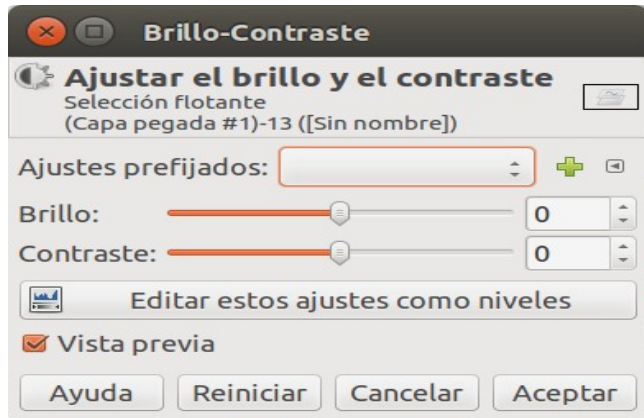 Brillo-Contraste
Ajustar el brillo y el contraste
Selección flotante
(Capa pegada #1)-13 ([Sin nombre])
Ajustes prefijados:
Brillo: 0
Contraste: 0
Editar estos ajustes como niveles
Vista previa
Ayuda Reiniciar Cancelar Aceptar